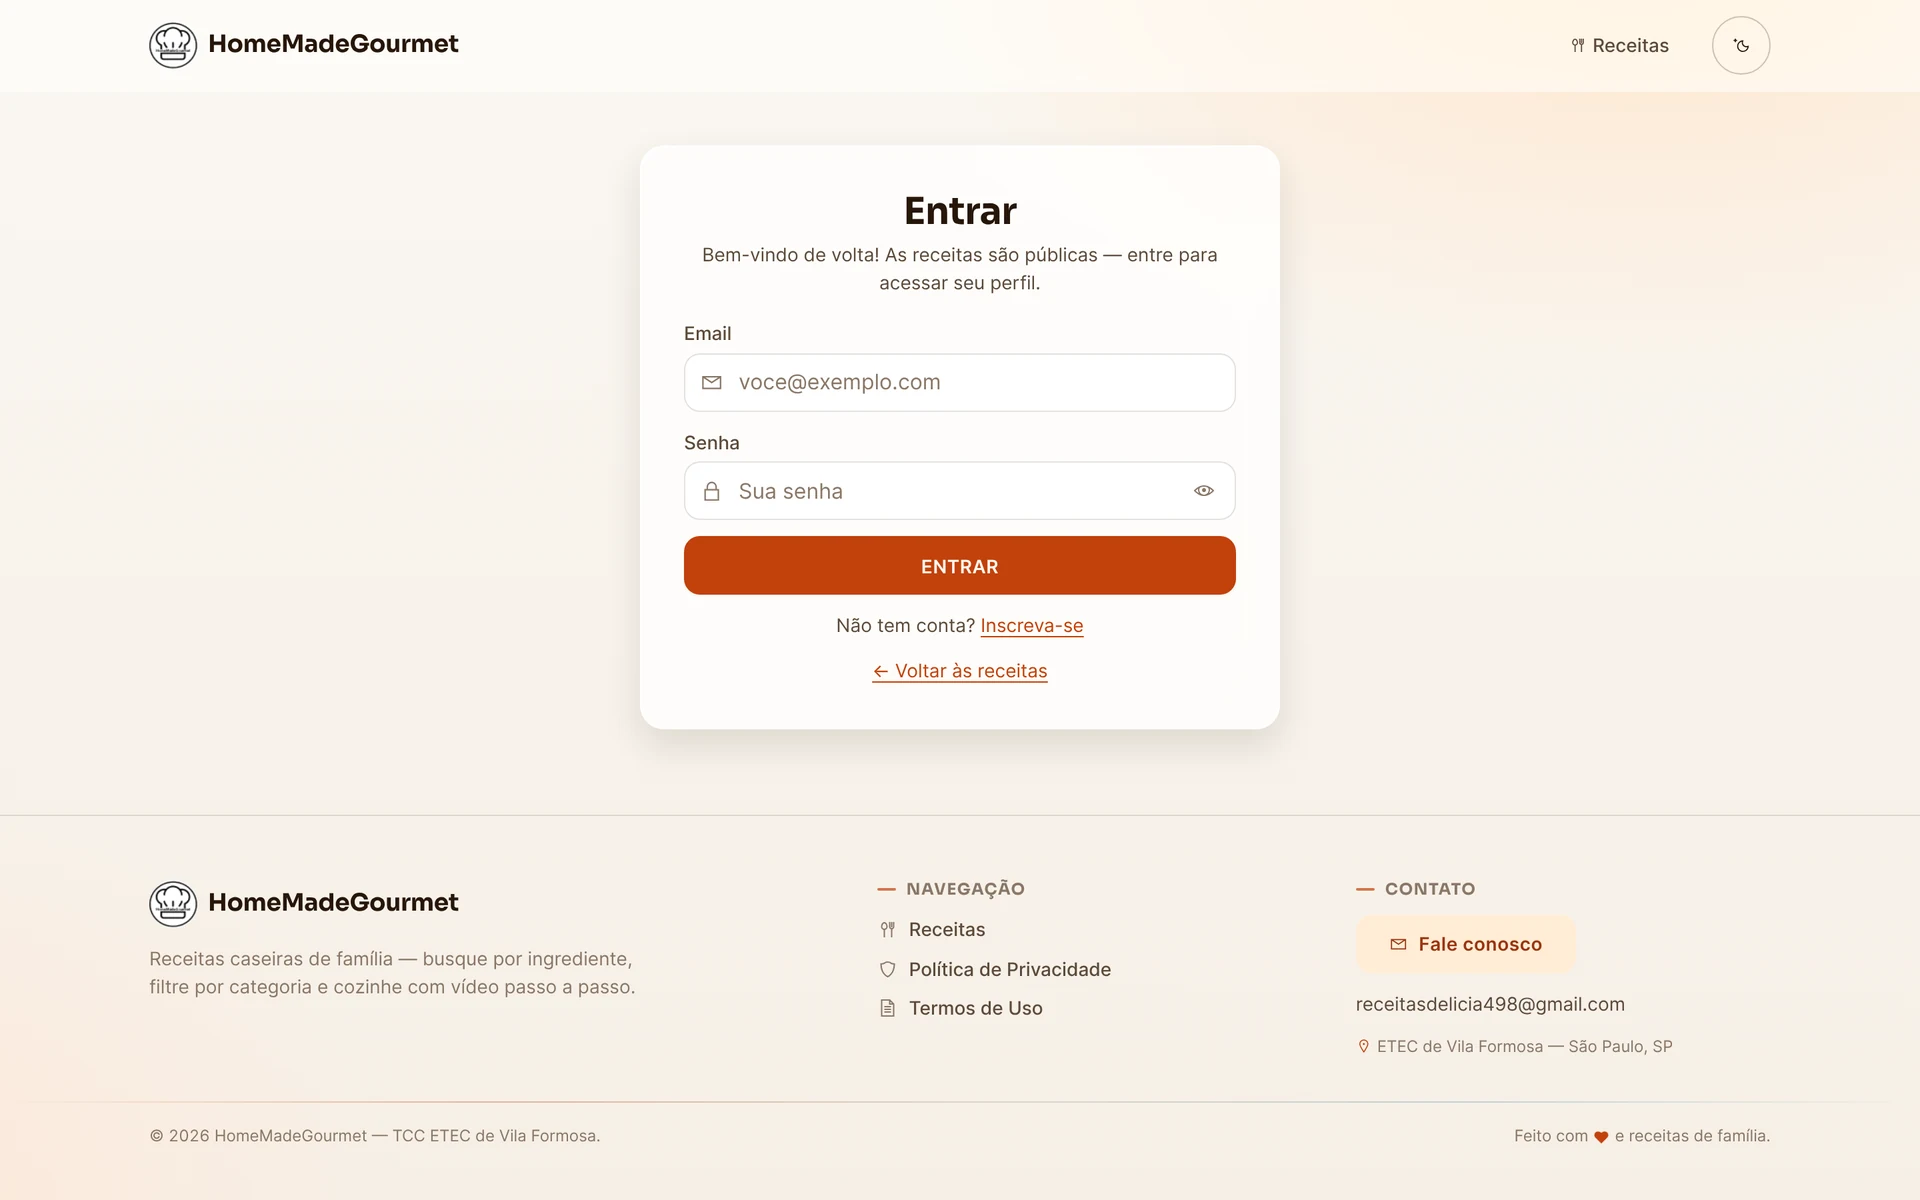 HomeMadeGourmet
Receitas
Entrar
Bem-vindo de volta! As receitas são públicas — entre para
acessar seu perfil.
Email
voce@exemplo.com
Senha
Sua senha
ENTRAR
Não tem conta? Inscreva-se
← Voltar às receitas
HomeMadeGourmet
Receitas caseiras de família — busque por ingrediente,
filtre por categoria e cozinhe com vídeo passo a passo.
NAVEGAÇÃO
Receitas
Política de Privacidade
Termos de Uso
CONTATO
Fale conosco
receitasdelicia498@gmail.com
ETEC de Vila Formosa — São Paulo, SP
© 2026 HomeMadeGourmet — TCC ETEC de Vila Formosa.
Feito com ♥ e receitas de família.